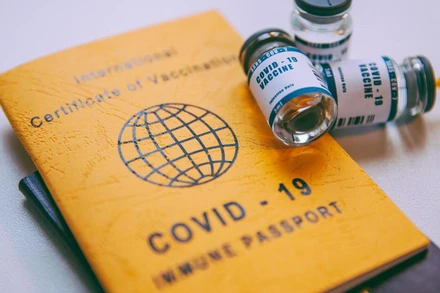 International
Certificate of Vaccination
COVID - 19
IMMUNE PASSPORT
COVID - 19
VACCINE
COVID - 19
VACCINE